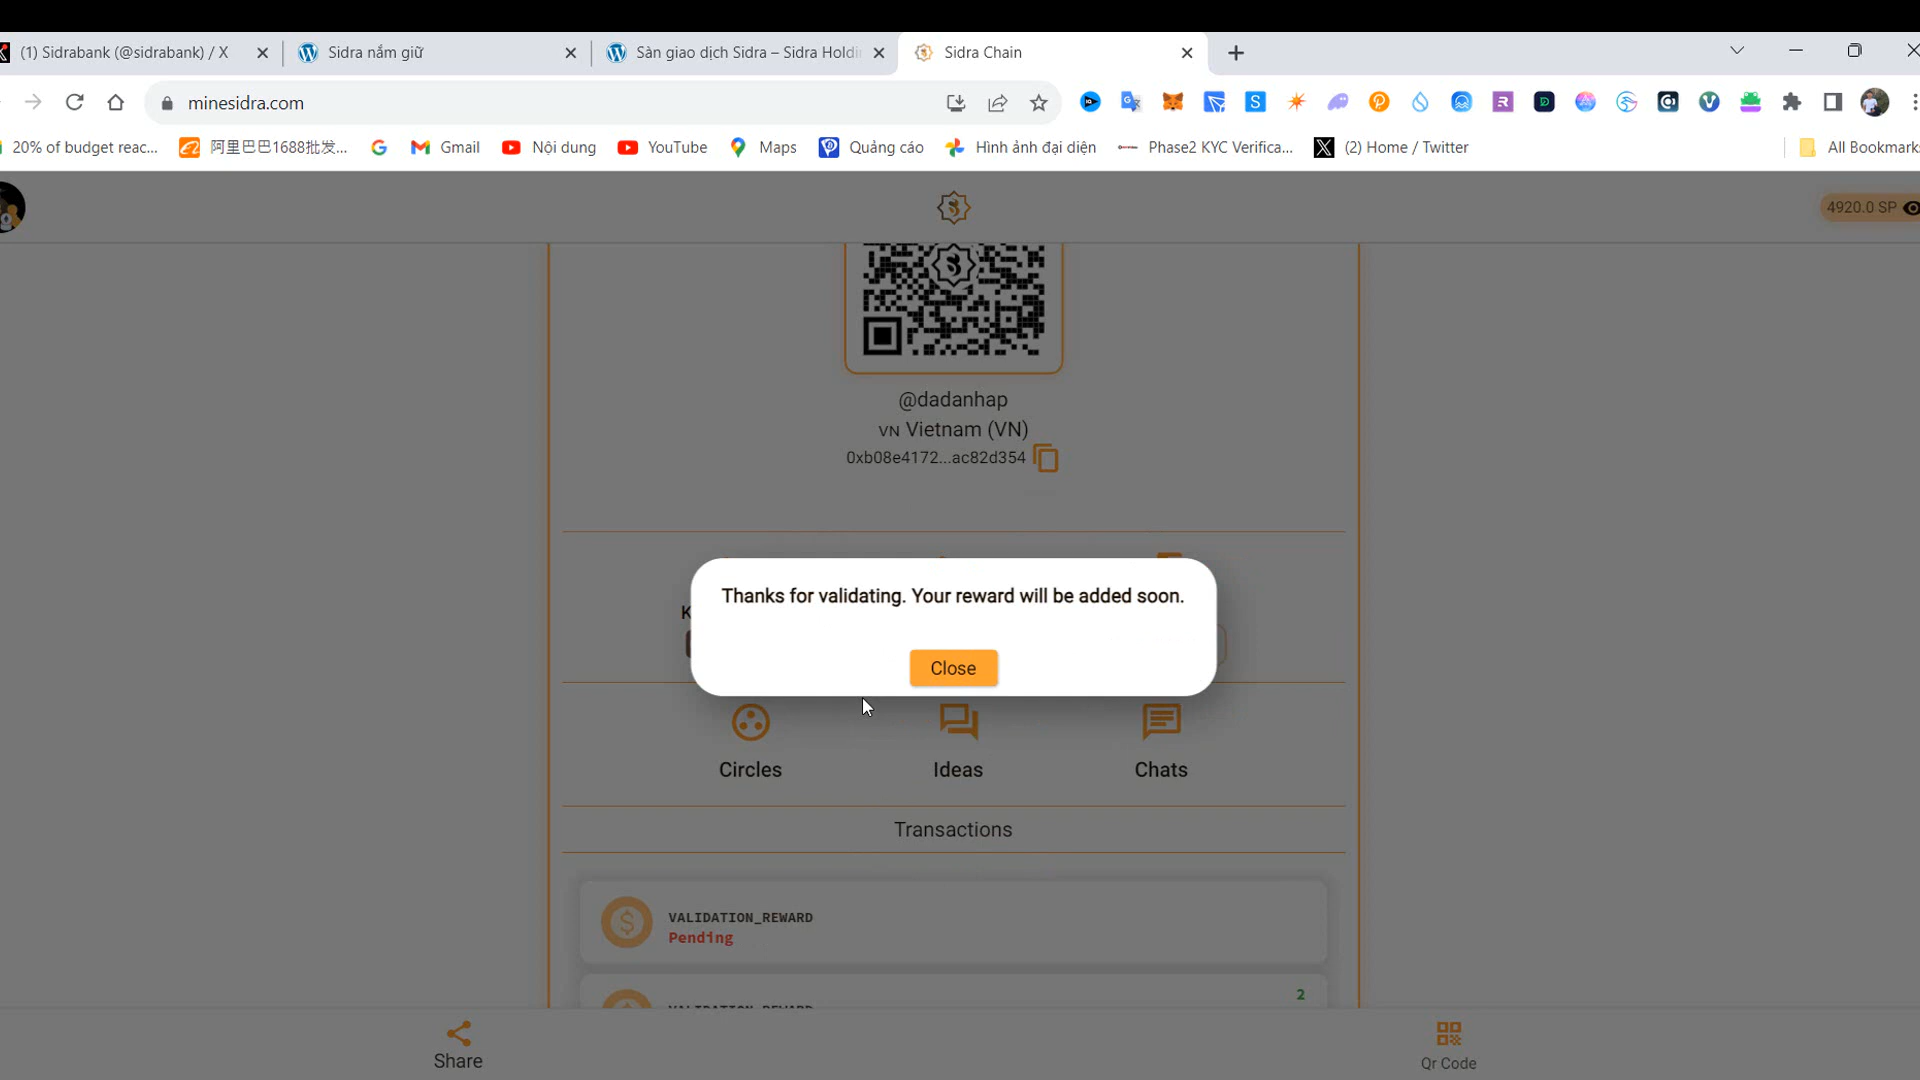 (1) Sidrabank (@sidrabank) / X
Sidra nắm giữ
Sàn giao dịch Sidra – Sidra Holdi
Sidra Chain
minesidra.com
20% of budget reac...
阿里巴巴1688批发...
Gmail
Nội dung
YouTube
Maps
Quảng cáo
Hình ảnh đại diện
Phase2 KYC Verifica...
(2) Home / Twitter
All Bookmarks
4920.0 SP
@dadanhap
VN Vietnam (VN)
0xb08e4172...ac82d354
K
Thanks for validating. Your reward will be added soon.
Close
Circles
Ideas
Chats
Transactions
VALIDATION_REWARD
Pending
2
VALIDATION_REWARD
Share
Qr Code